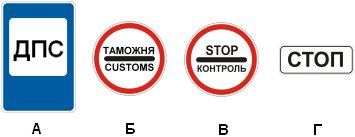 ДПС
ТАМОЖНЯ
CUSTOMS
STOP
КОНТРОЛЬ
СТОП
А Б В Г